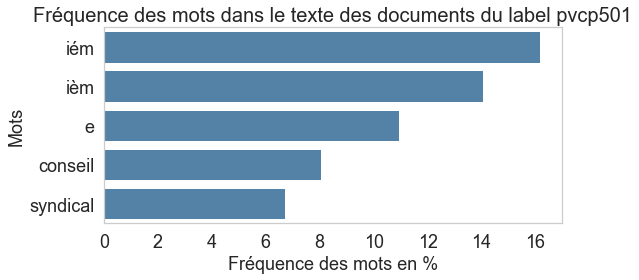 Fréquence des mots dans le texte des documents du label pvcp501
iém
ièm
e
conseil
syndical
Mots
0 2 4 6 8 10 12 14 16
Fréquence des mots en %